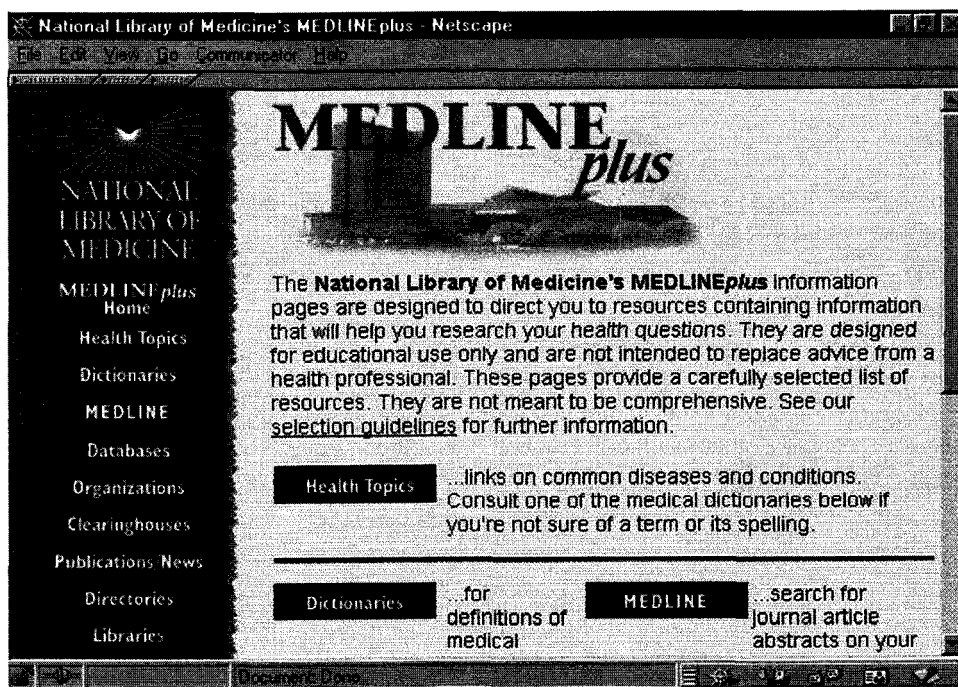 National Library of Medicine's MEDLINEplus - Netscape
File Edit View Go Communicator Help
NATIONAL
LIBRARY OF
MEDICINE
MEDLINEplus
Home
Health Topics
Dictionaries
MEDLINE
Databases
Organizations
Clearinghouses
Publications/News
Directories
Libraries
MEDLINE
plus
The National Library of Medicine's MEDLINEplus information
pages are designed to direct you to resources containing information
that will help you research your health questions. They are designed
for educational use only and are not intended to replace advice from a
health professional. These pages provide a carefully selected list of
resources. They are not meant to be comprehensive. See our
selection guidelines for further information.
Health Topics
...links on common diseases and conditions.
Consult one of the medical dictionaries below if
you're not sure of a term or its spelling.
Dictionaries
...for
definitions of
medical
MEDLINE
...search for
journal article
abstracts on your
Document: Done